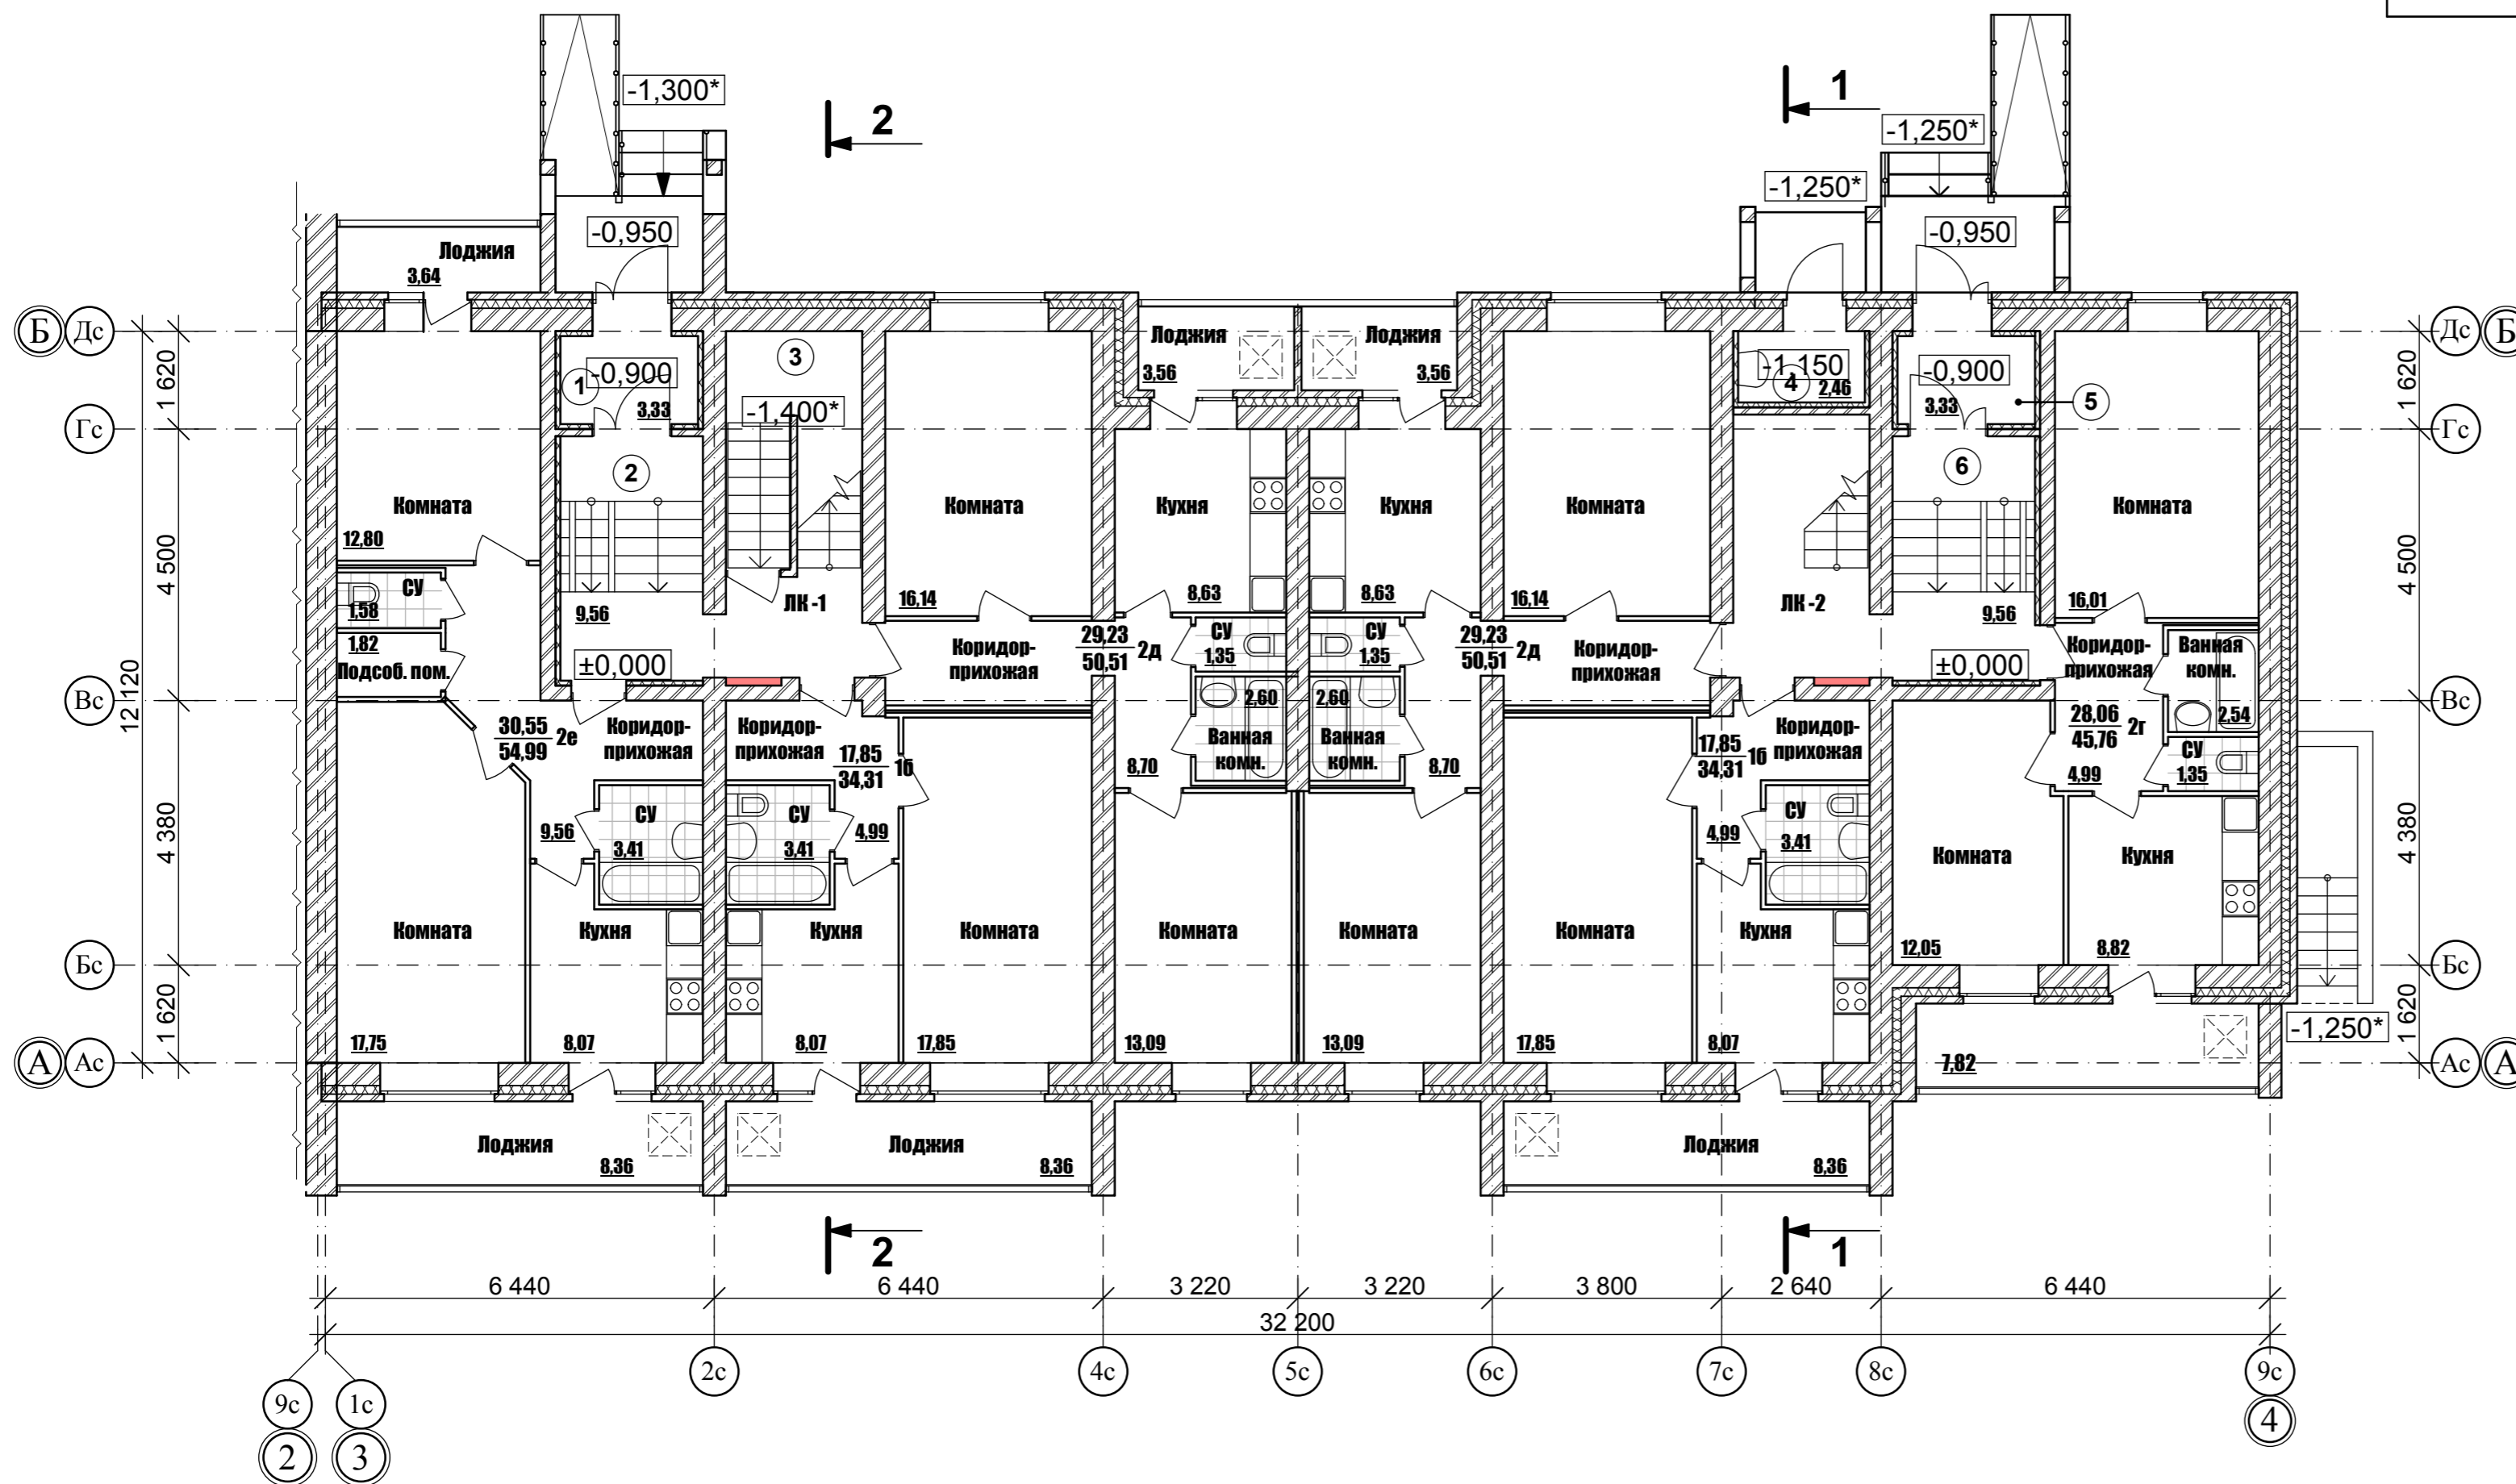 -1,300*
2
1
-1,250*
-1,250*
-0,950
-0,950
Лоджия
3,64
Б
Дс
Дс
Б
1 620
1 620
Лоджия
3,56
Лоджия
3,56
1
-0,900
3,33
3
-1,400*
-1,150
4
2,46
-0,900
3,33
5
Гс
Гс
2
6
Комната
12,80
Комната
16,14
Кухня
8,63
Кухня
8,63
Комната
16,14
Комната
16,01
4 500
4 500
СУ
1,58
1,82
Подсоб. пом.
9,56
±0,000
ЛК -1
Коридор-
прихожая
29,23
50,51
2д
СУ
1,35
СУ
1,35
29,23
50,51
2д
Коридор-
прихожая
ЛК -2
9,56
±0,000
Коридор-
прихожая
Ванная
комн.
2,54
12 120
Вс
Вс
30,55
54,99
2е
Коридор-
прихожая
Коридор-
прихожая
17,85
34,31
1б
2,60
Ванная
комн.
8,70
2,60
Ванная
комн.
8,70
17,85
34,31
1б
Коридор-
прихожая
28,06
45,76
2г
4,99
СУ
1,35
4 380
4 380
9,56
СУ
3,41
СУ
3,41
4,99
4,99
СУ
3,41
Комната
17,75
Кухня
8,07
Кухня
8,07
Комната
17,85
Комната
13,09
Комната
13,09
Комната
17,85
Кухня
8,07
Комната
12,05
Кухня
8,82
Бс
Бс
1 620
1 620
-1,250*
7,82
А
Ас
Ас
А
Лоджия
8,36
Лоджия
8,36
Лоджия
8,36
2
1
6 440
6 440
3 220
3 220
3 800
2 640
6 440
32 200
9с
1с
2с
4с
5с
6с
7с
8с
9с
2
3
4